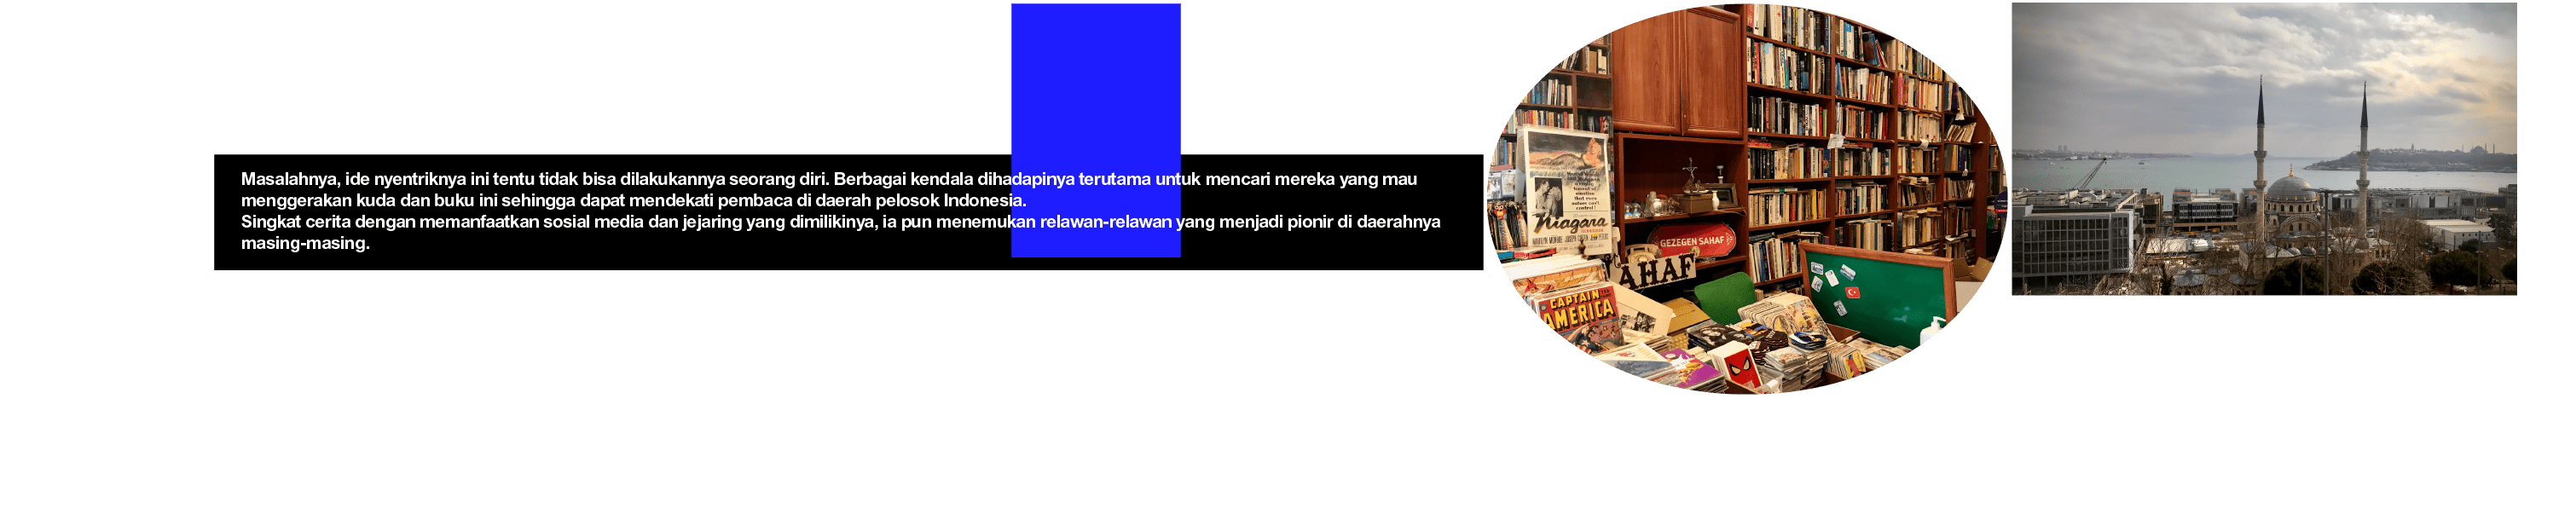 Masalahnya, ide nyentriknya ini tentu tidak bisa dilakukannya seorang diri. Berbagai kendala dihadapinya terutama untuk mencari mereka yang mau
menggerakan kuda dan buku ini sehingga dapat mendekati pembaca di daerah pelosok Indonesia.
Singkat cerita dengan memanfaatkan sosial media dan jejaring yang dimilikinya, ia pun menemukan relawan-relawan yang menjadi pionir di daerahnya
masing-masing.
Niagara
GEZEGEN SAHAF
AHAF
CAPTAIN
AMERICA